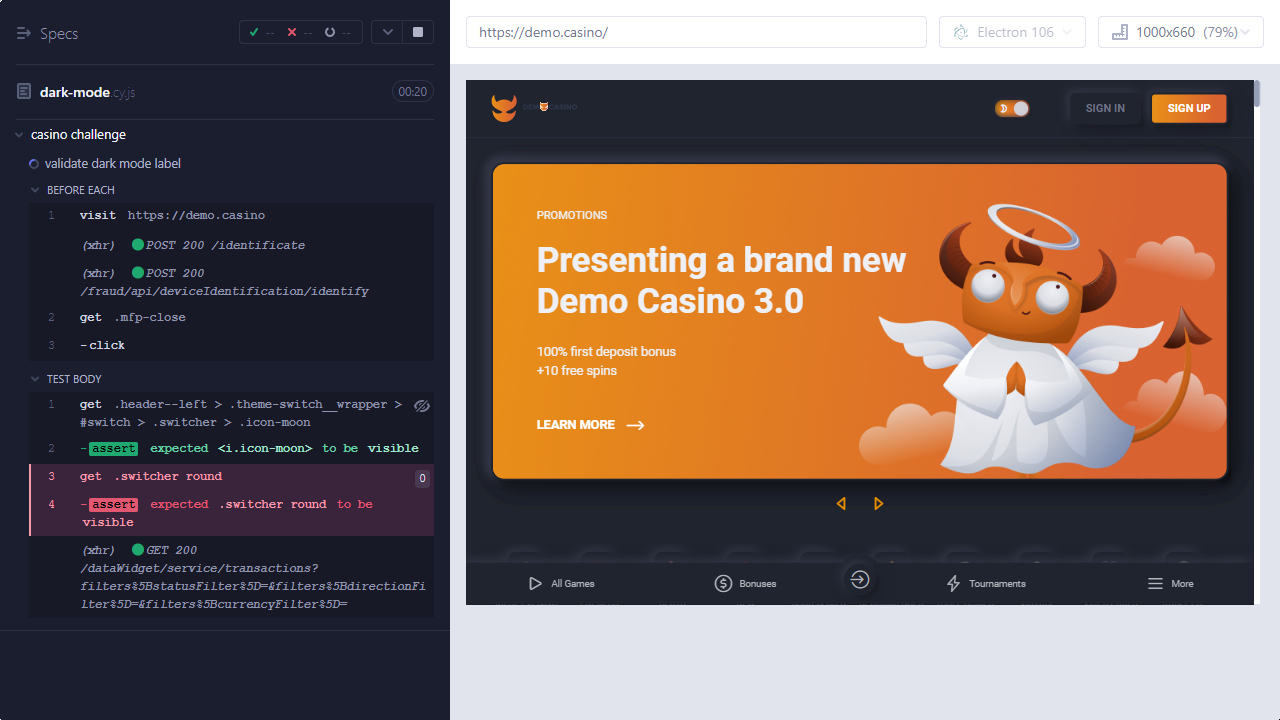 Specs
--
--
--
dark-mode.cy.js
00:20
casino challenge
validate dark mode label
BEFORE EACH
1 visit https://demo.casino
(xhr) POST 200 /identificate
(xhr) POST 200
/fraud/api/deviceIdentification/identify
2 get .mfp-close
3 -click
TEST BODY
1 get .header--left > .theme-switch__wrapper >
#switch > .switcher > .icon-moon
2 -assert expected <i.icon-moon> to be visible
3 get .switcher round 0
4 -assert expected .switcher round to be
visible
(xhr) GET 200
/dataWidget/service/transactions?
filters%5BstatusFilter%5D=&filters%5BdirectionFi
lter%5D=&filters%5BcurrencyFilter%5D=
https://demo.casino/
Electron 106
1000x660 (79%)
DEMO CASINO
SIGN IN
SIGN UP
PROMOTIONS
Presenting a brand new
Demo Casino 3.0
100% first deposit bonus
+10 free spins
LEARN MORE
All Games
Bonuses
Tournaments
More